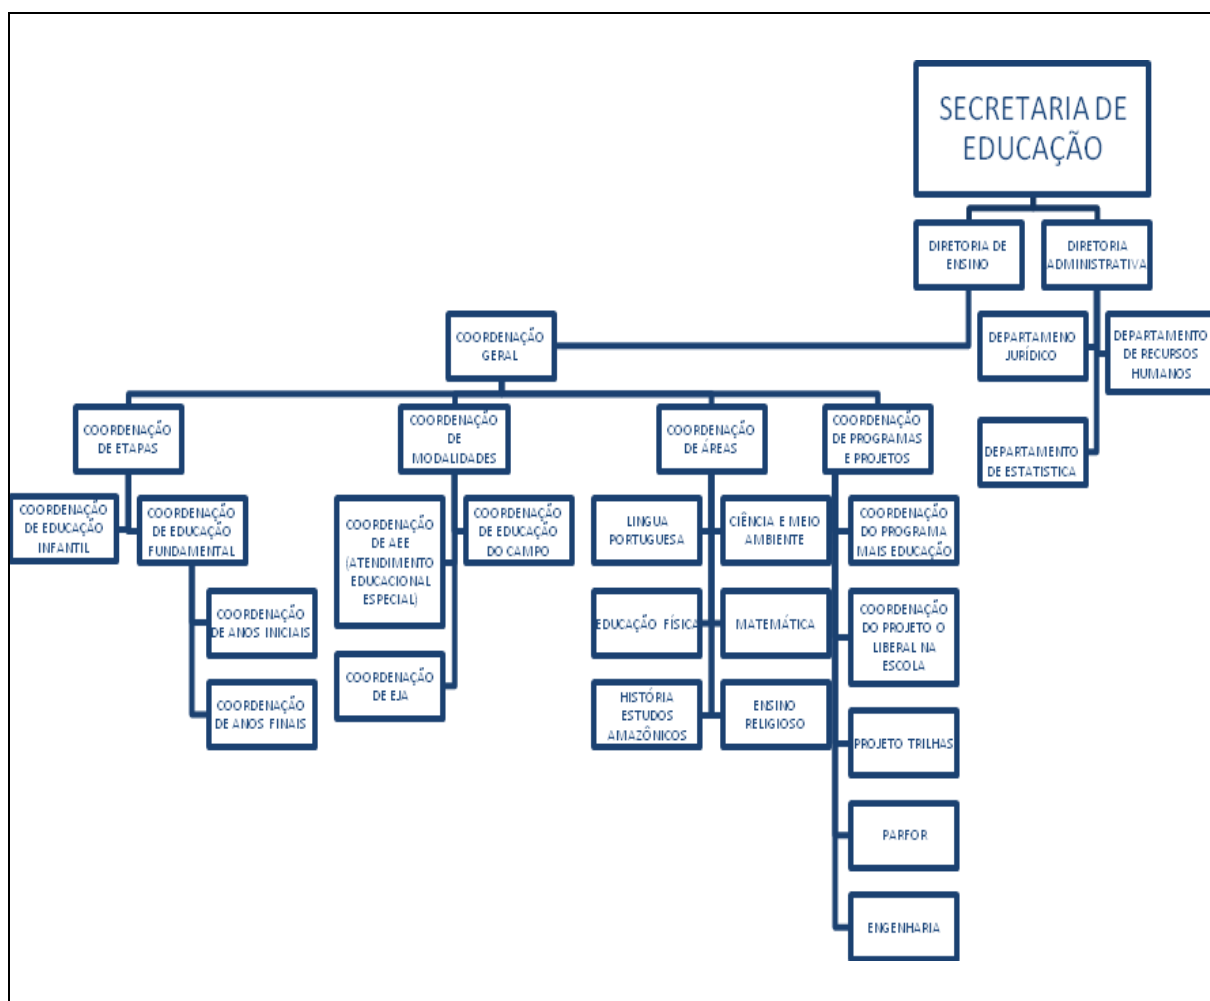 SECRETARIA DE
EDUCAÇÃO
DIRETORIA DE
ENSINO
DIRETORIA
ADMINISTRATIVA
COORDENAÇÃO
GERAL
DEPARTAMENO
JURÍDICO
DEPARTAMENTO
DE RECURSOS
HUMANOS
DEPARTAMENTO
DE ESTATISTICA
COORDENAÇÃO
DE ETAPAS
COORDENAÇÃO
DE
MODALIDADES
COORDENAÇÃO
DE ÁREAS
COORDENAÇÃO
DE PROGRAMAS
E PROJETOS
COORDENAÇÃO
DE EDUCAÇÃO
INFANTIL
COORDENAÇÃO
DE EDUCAÇÃO
FUNDAMENTAL
COORDENAÇÃO
DE ANOS INICIAIS
COORDENAÇÃO
DE ANOS FINAIS
COORDENAÇÃO
DE AEE
(ATENDIMENTO
EDUCACIONAL
ESPECIAL)
COORDENAÇÃO
DE EDUCAÇÃO
DO CAMPO
COORDENAÇÃO
DE EJA
LINGUA
PORTUGUESA
CIÊNCIA E MEIO
AMBIENTE
EDUCAÇÃO FÍSICA
MATEMÁTICA
HISTÓRIA
ESTUDOS
AMAZÔNICOS
ENSINO
RELIGIOSO
COORDENAÇÃO
DO PROGRAMA
MAIS EDUCAÇÃO
COORDENAÇÃO
DO PROJETO O
LIBERAL NA
ESCOLA
PROJETO TRILHAS
PARFOR
ENGENHARIA